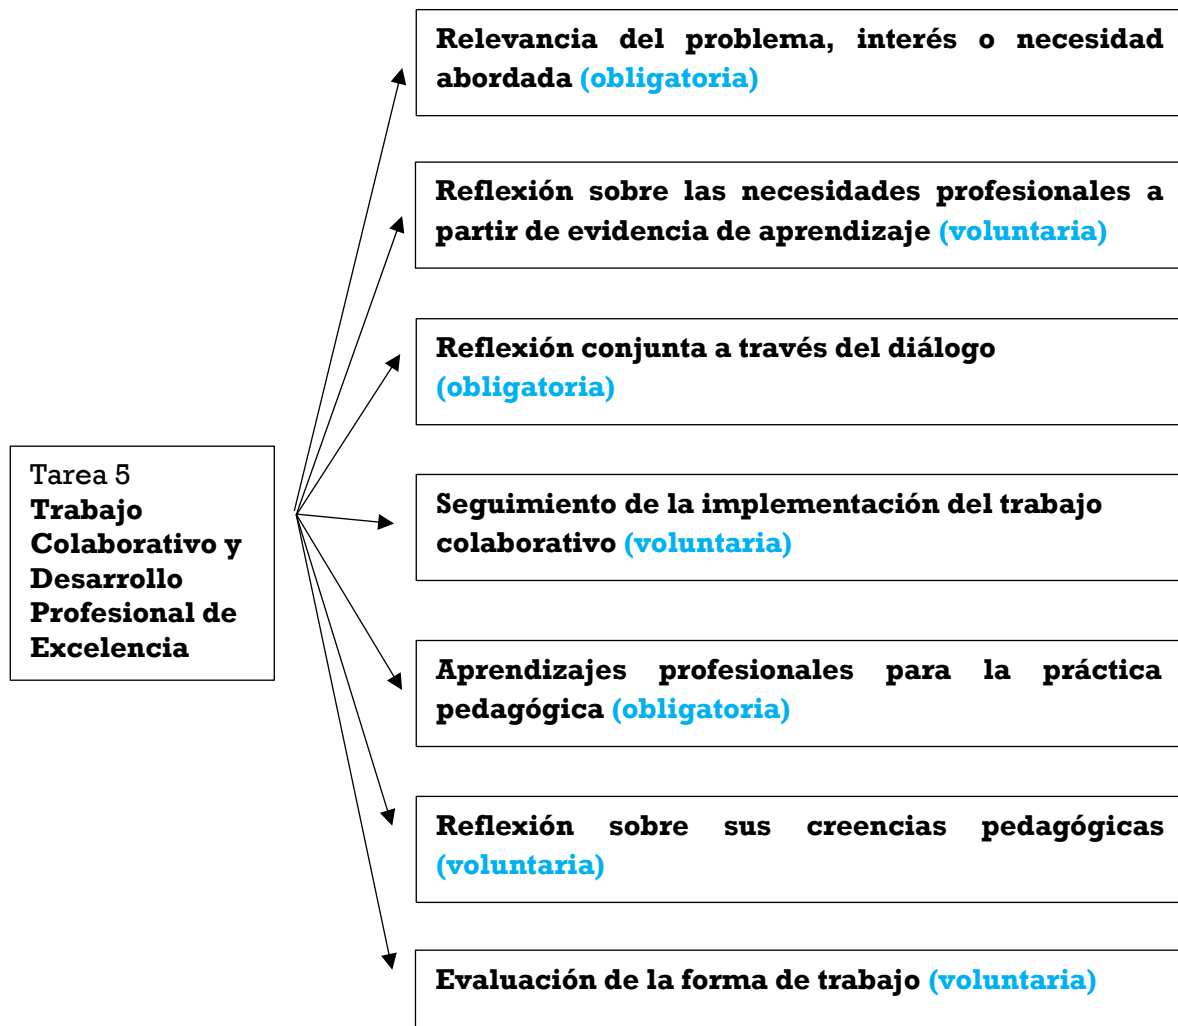 Relevancia del problema, interés o necesidad
abordada (obligatoria)
Reflexión sobre las necesidades profesionales a
partir de evidencia de aprendizaje (voluntaria)
Reflexión conjunta a través del diálogo
(obligatoria)
Tarea 5
Trabajo
Colaborativo y
Desarrollo
Profesional de
Excelencia
Seguimiento de la implementación del trabajo
colaborativo (voluntaria)
Aprendizajes profesionales para la práctica
pedagógica (obligatoria)
Reflexión sobre sus creencias pedagógicas
(voluntaria)
Evaluación de la forma de trabajo (voluntaria)